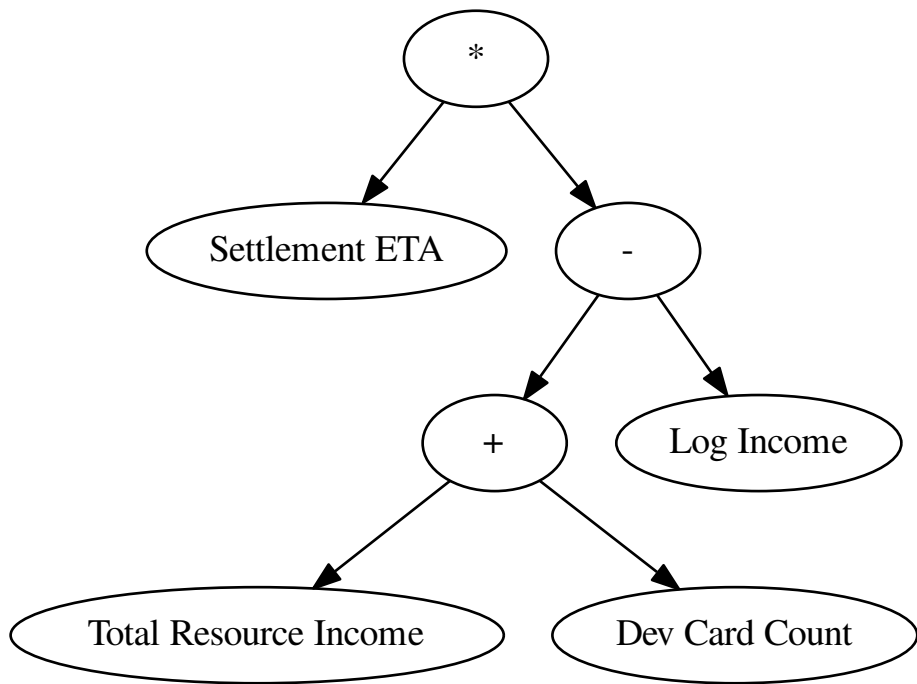 *
Settlement ETA
-
+
Log Income
Total Resource Income
Dev Card Count